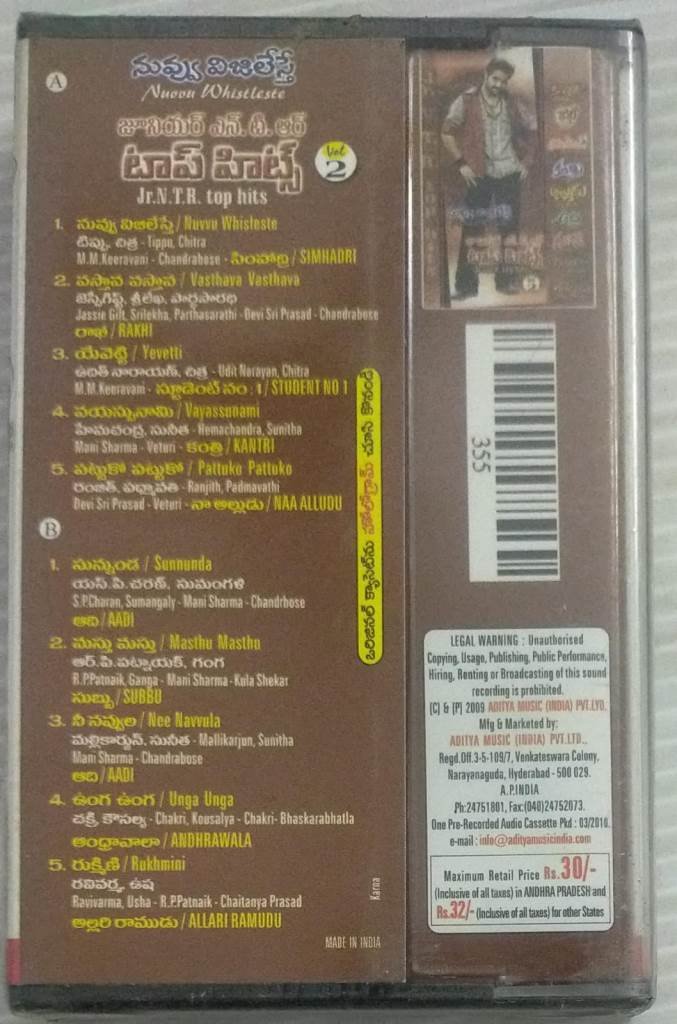 A
నువ్వు విజిలేస్తే
Nuvvu Whistleste
జూనియర్ ఎన్.టి.ఆర్
టాప్ హిట్స్
Vol 2
Jr.N.T.R. top hits
1. నువ్వు విజిలేస్తే / Nuvvu Whisleste
టిప్పు, చిత్ర - Tippu, Chitra
M.M.Keeravani - Chandrabose - సింహాద్రి / SIMHADRI
2. వస్తావ వస్తావ / Vasthava Vasthava
జెస్సీగిఫ్ట్, శ్రీలేఖ, పార్థసారథి
Jassie Gift, Srilekha, Parthasarathi - Devi Sri Prasad - Chandrabose
రాఖీ / RAKHI
3. యేవెట్టి / Yevetti
ఉదిత్ నారాయణ్, చిత్ర - Udit Narayan, Chitra
M.M.Keeravani - స్టూడెంట్ నం : 1 / STUDENT NO 1
4. వయస్సునామి / Vayassunami
హేమచంద్ర, సునీత - Hemachandra, Sunitha
Mani Sharma - Veturi - కంత్రి / KANTRI
5. పట్టుకో పట్టుకో / Pattuko Pattuko
రంజిత్, పద్మావతి - Ranjith, Padmavathi
Devi Sri Prasad - Veturi - నా అల్లుడు / NAA ALLUDU
B
1. సున్నుండ / Sunnunda
యస్.పి.చరణ్, సుమంగళి
S.P.Charan, Sumangaly - Mani Sharma - Chandrbose
ఆది / AADI
2. మస్తు మస్తు / Masthu Masthu
ఆర్.పి.పట్నాయక్, గంగ
R.P.Patnaik, Ganga - Mani Sharma - Kula Shekar
సుబ్బు / SUBBU
3. నీ నవ్వుల / Nee Navvula
మల్లికార్జున్, సునీత - Mallikarjun, Sunitha
Mani Sharma - Chandrabose
ఆది / AADI
4. ఉంగ ఉంగ / Unga Unga
చక్రి, కౌసల్య - Chakri, Kousalya - Chakri - Bhaskarabhatla
ఆంధ్రావాలా / ANDHRAWALA
5. రుక్మిణి / Rukhmini
రవివర్మ, ఉష
Ravivarma, Usha - R.P.Patnaik - Chaitanya Prasad
అల్లరి రాముడు / ALLARI RAMUDU
MADE IN INDIA
Karna
ఒరిజినల్ క్యాసెట్‌ను హోలోగ్రామ్ చూసి కొనండి
355
LEGAL WARNING : Unauthorised
Copying, Usage, Publishing, Public Performance,
Hiring, Renting or Broadcasting of this sound
recording is prohibited.
(C) & (P) 2009 ADITYA MUSIC (INDIA) PVT.LTD.
Mfg & Marketed by:
ADITYA MUSIC (INDIA) PVT.LTD..
Regd.Off.3-5-109/7, Venkateswara Colony,
Narayanaguda, Hyderabad - 500 029.
A.P.INDIA
Ph:24751801, Fax:(040)24752073.
One Pre-Recorded Audio Cassette Pkd : 03/2010.
e-mail : info@adityamusicindia.com
Maximum Retail Price Rs.30/-
(Inclusive of all taxes) in ANDHRA PRADESH and
Rs.32/- (Inclusive of all taxes) for other States